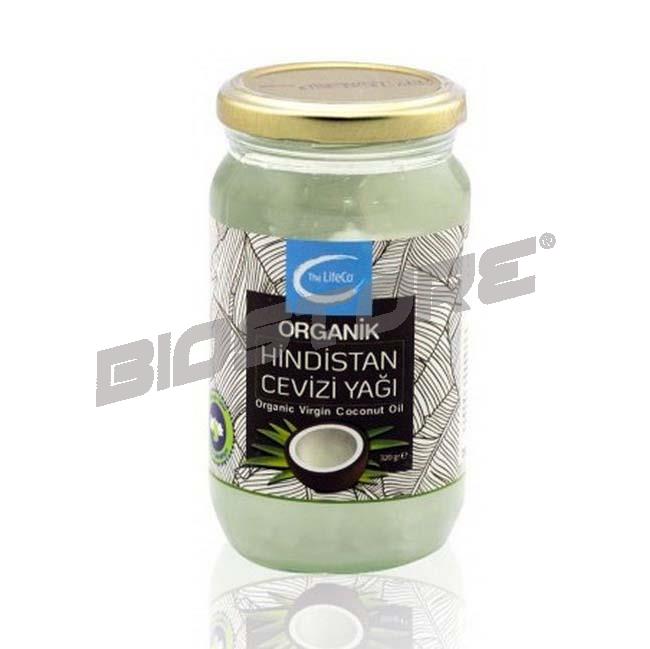 The LifeCo
BIOSTORE®
ORGANİK
HİNDİSTAN
CEVİZİ YAĞI
Organic Virgin Coconut Oil
320 gr e